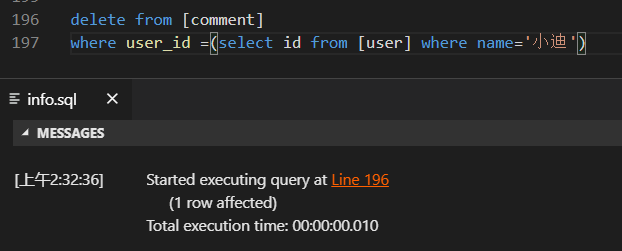 196 delete from [comment]
197 where user_id =(select id from [user] where name='小迪')
info.sql
MESSAGES
[上午2:32:36] Started executing query at Line 196
(1 row affected)
Total execution time: 00:00:00.010